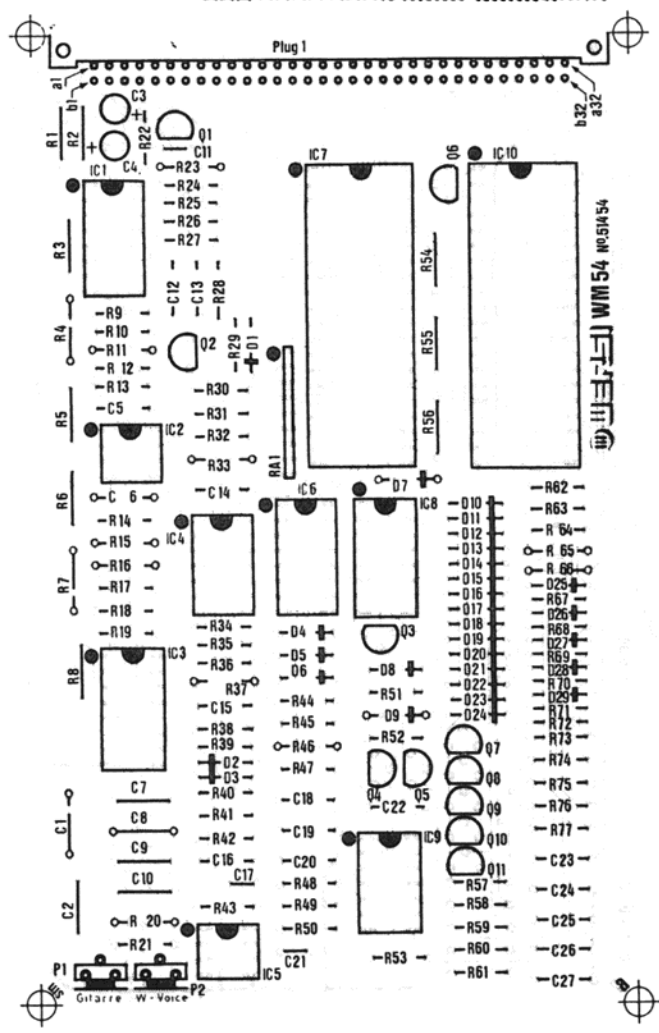 Plug 1
a1
b1
b32
a32
R1
R2
C3
+
R22
+
C4
Q1
C11
IC1
R23
R24
R25
R26
R27
IC7
Q6
IC10
R3
C12
C13
R28
R54
WM 54 No. 51454
R9
R10
R11
R 12
R13
C5
R4
Q2
R29
D1
R55
R30
R31
R32
R33
C14
R5
IC2
RA1
R56
D7
R6
C 6
R14
R15
R16
R17
R18
R19
R7
IC4
IC6
IC8
D10
D11
D12
D13
D14
D15
D16
D17
D18
D19
D20
D21
D22
D23
D24
R62
R63
R 64
R 65
R 66
D25
R67
D26
R68
D27
R69
D28
R70
D29
R71
R72
R73
R74
R75
R76
R77
C23
C24
C25
C26
C27
R8
IC3
R34
R35
R36
R37
C15
R38
R39
D2
D3
R40
R41
R42
C16
C17
R43
D4
D5
D6
R44
R45
R46
R47
C18
C19
C20
R48
R49
R50
C21
Q3
D8
R51
D9
R52
Q4
Q5
C22
IC9
R53
Q7
Q8
Q9
Q10
Q11
R57
R58
R59
R60
R61
C1
C7
C8
C9
C10
C2
R 20
R21
IC5
P1
P2
Gitarre
W-Voice